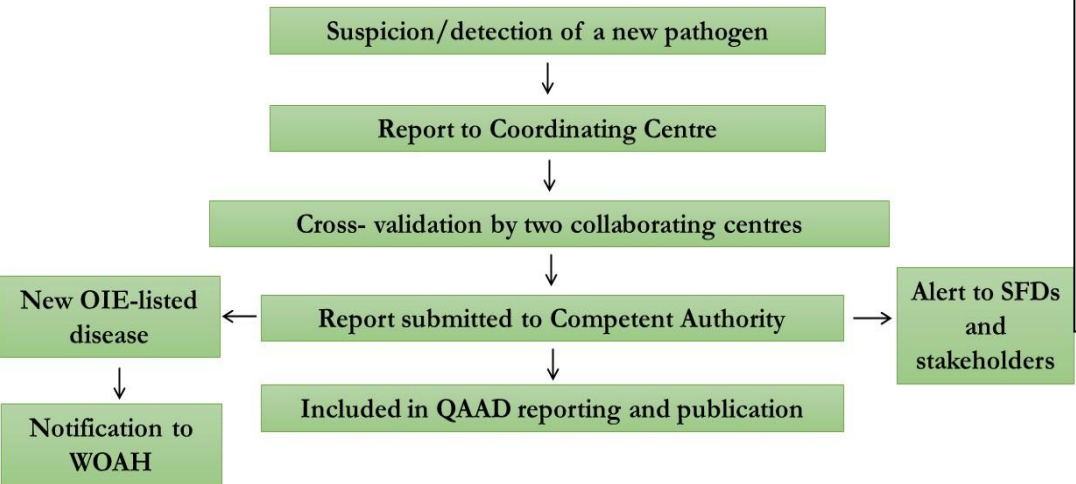 Suspicion/detection of a new pathogen
Report to Coordinating Centre
Cross- validation by two collaborating centres
New OIE-listed
disease
Report submitted to Competent Authority
Alert to SFDs
and
stakeholders
Notification to
WOAH
Included in QAAD reporting and publication